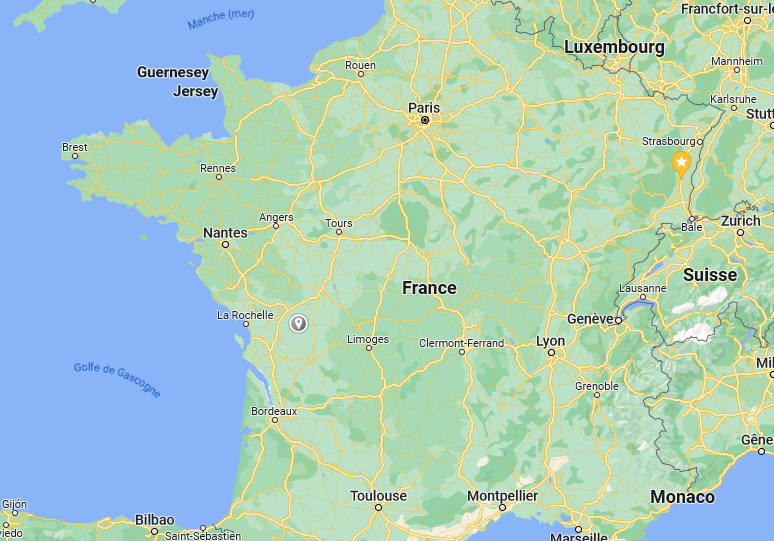 Francfort-sur-le
Manche (mer)
Luxembourg
Rouen
Mannheim
Guernesey
Jersey
Karlsruhe
Paris
Stutt
Strasbourg
Brest
Rennes
Angers
Tours
Zurich
Bâle
Nantes
Suisse
France
Lausanne
La Rochelle
Genève
Limoges
Clermont-Ferrand
Lyon
Mil
Golfe de Gascogne
Grenoble
Bordeaux
Gêne
Toulouse
Montpellier
Monaco
Gijón
Bilbao
viedo
Saint-Sébastien
Marseille